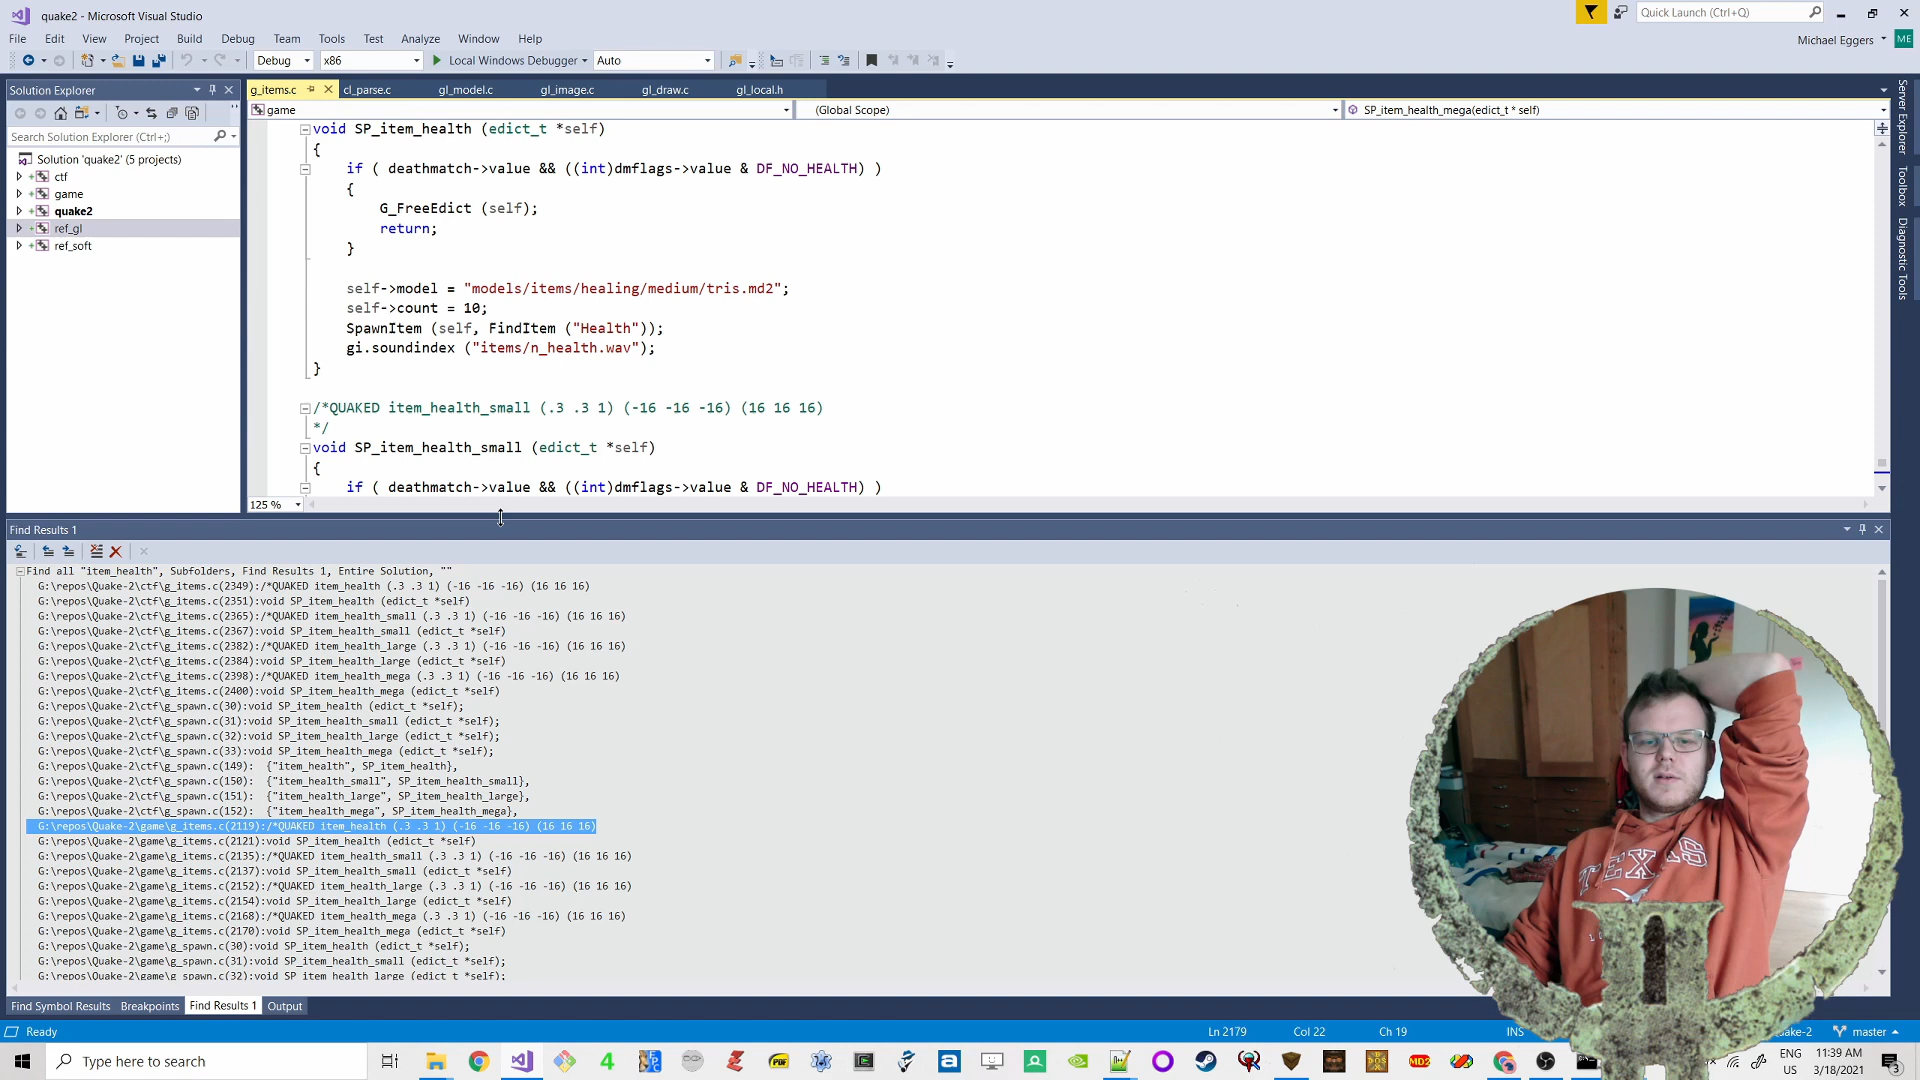 quake2 - Microsoft Visual Studio
Quick Launch (Ctrl+Q)
File Edit View Project Build Debug Team Tools Test Analyze Window Help
Michael Eggers ME
Debug x86 Local Windows Debugger Auto
Solution Explorer
Search Solution Explorer (Ctrl+;)
Solution 'quake2' (5 projects)
ctf
game
quake2
ref_gl
ref_soft
g_items.c cl_parse.c gl_model.c gl_image.c gl_draw.c gl_local.h
game (Global Scope) SP_item_health_mega(edict_t * self)
void SP_item_health (edict_t *self)
{
if ( deathmatch->value && ((int)dmflags->value & DF_NO_HEALTH) )
{
G_FreeEdict (self);
return;
}
self->model = "models/items/healing/medium/tris.md2";
self->count = 10;
SpawnItem (self, FindItem ("Health"));
gi.soundindex ("items/n_health.wav");
}
/*QUAKED item_health_small (.3 .3 1) (-16 -16 -16) (16 16 16)
*/
void SP_item_health_small (edict_t *self)
{
if ( deathmatch->value && ((int)dmflags->value & DF_NO_HEALTH) )
125 %
Server Explorer
Toolbox
Diagnostic Tools
Find Results 1
Find all "item_health", Subfolders, Find Results 1, Entire Solution, ""
G:\repos\Quake-2\ctf\g_items.c(2349):/*QUAKED item_health (.3 .3 1) (-16 -16 -16) (16 16 16)
G:\repos\Quake-2\ctf\g_items.c(2351):void SP_item_health (edict_t *self)
G:\repos\Quake-2\ctf\g_items.c(2365):/*QUAKED item_health_small (.3 .3 1) (-16 -16 -16) (16 16 16)
G:\repos\Quake-2\ctf\g_items.c(2367):void SP_item_health_small (edict_t *self)
G:\repos\Quake-2\ctf\g_items.c(2382):/*QUAKED item_health_large (.3 .3 1) (-16 -16 -16) (16 16 16)
G:\repos\Quake-2\ctf\g_items.c(2384):void SP_item_health_large (edict_t *self)
G:\repos\Quake-2\ctf\g_items.c(2398):/*QUAKED item_health_mega (.3 .3 1) (-16 -16 -16) (16 16 16)
G:\repos\Quake-2\ctf\g_items.c(2400):void SP_item_health_mega (edict_t *self)
G:\repos\Quake-2\ctf\g_spawn.c(30):void SP_item_health (edict_t *self);
G:\repos\Quake-2\ctf\g_spawn.c(31):void SP_item_health_small (edict_t *self);
G:\repos\Quake-2\ctf\g_spawn.c(32):void SP_item_health_large (edict_t *self);
G:\repos\Quake-2\ctf\g_spawn.c(33):void SP_item_health_mega (edict_t *self);
G:\repos\Quake-2\ctf\g_spawn.c(149): {"item_health", SP_item_health},
G:\repos\Quake-2\ctf\g_spawn.c(150): {"item_health_small", SP_item_health_small},
G:\repos\Quake-2\ctf\g_spawn.c(151): {"item_health_large", SP_item_health_large},
G:\repos\Quake-2\ctf\g_spawn.c(152): {"item_health_mega", SP_item_health_mega},
G:\repos\Quake-2\game\g_items.c(2119):/*QUAKED item_health (.3 .3 1) (-16 -16 -16) (16 16 16)
G:\repos\Quake-2\game\g_items.c(2121):void SP_item_health (edict_t *self)
G:\repos\Quake-2\game\g_items.c(2135):/*QUAKED item_health_small (.3 .3 1) (-16 -16 -16) (16 16 16)
G:\repos\Quake-2\game\g_items.c(2137):void SP_item_health_small (edict_t *self)
G:\repos\Quake-2\game\g_items.c(2152):/*QUAKED item_health_large (.3 .3 1) (-16 -16 -16) (16 16 16)
G:\repos\Quake-2\game\g_items.c(2154):void SP_item_health_large (edict_t *self)
G:\repos\Quake-2\game\g_items.c(2168):/*QUAKED item_health_mega (.3 .3 1) (-16 -16 -16) (16 16 16)
G:\repos\Quake-2\game\g_items.c(2170):void SP_item_health_mega (edict_t *self)
G:\repos\Quake-2\game\g_spawn.c(30):void SP_item_health (edict_t *self);
G:\repos\Quake-2\game\g_spawn.c(31):void SP_item_health_small (edict_t *self);
G:\repos\Quake-2\game\g_spawn.c(32):void SP_item_health_large (edict_t *self);
TEXAS
Find Symbol Results Breakpoints Find Results 1 Output
Ready Ln 2179 Col 22 Ch 19 INS master
Type here to search
ENG
US
11:39 AM
3/18/2021
3